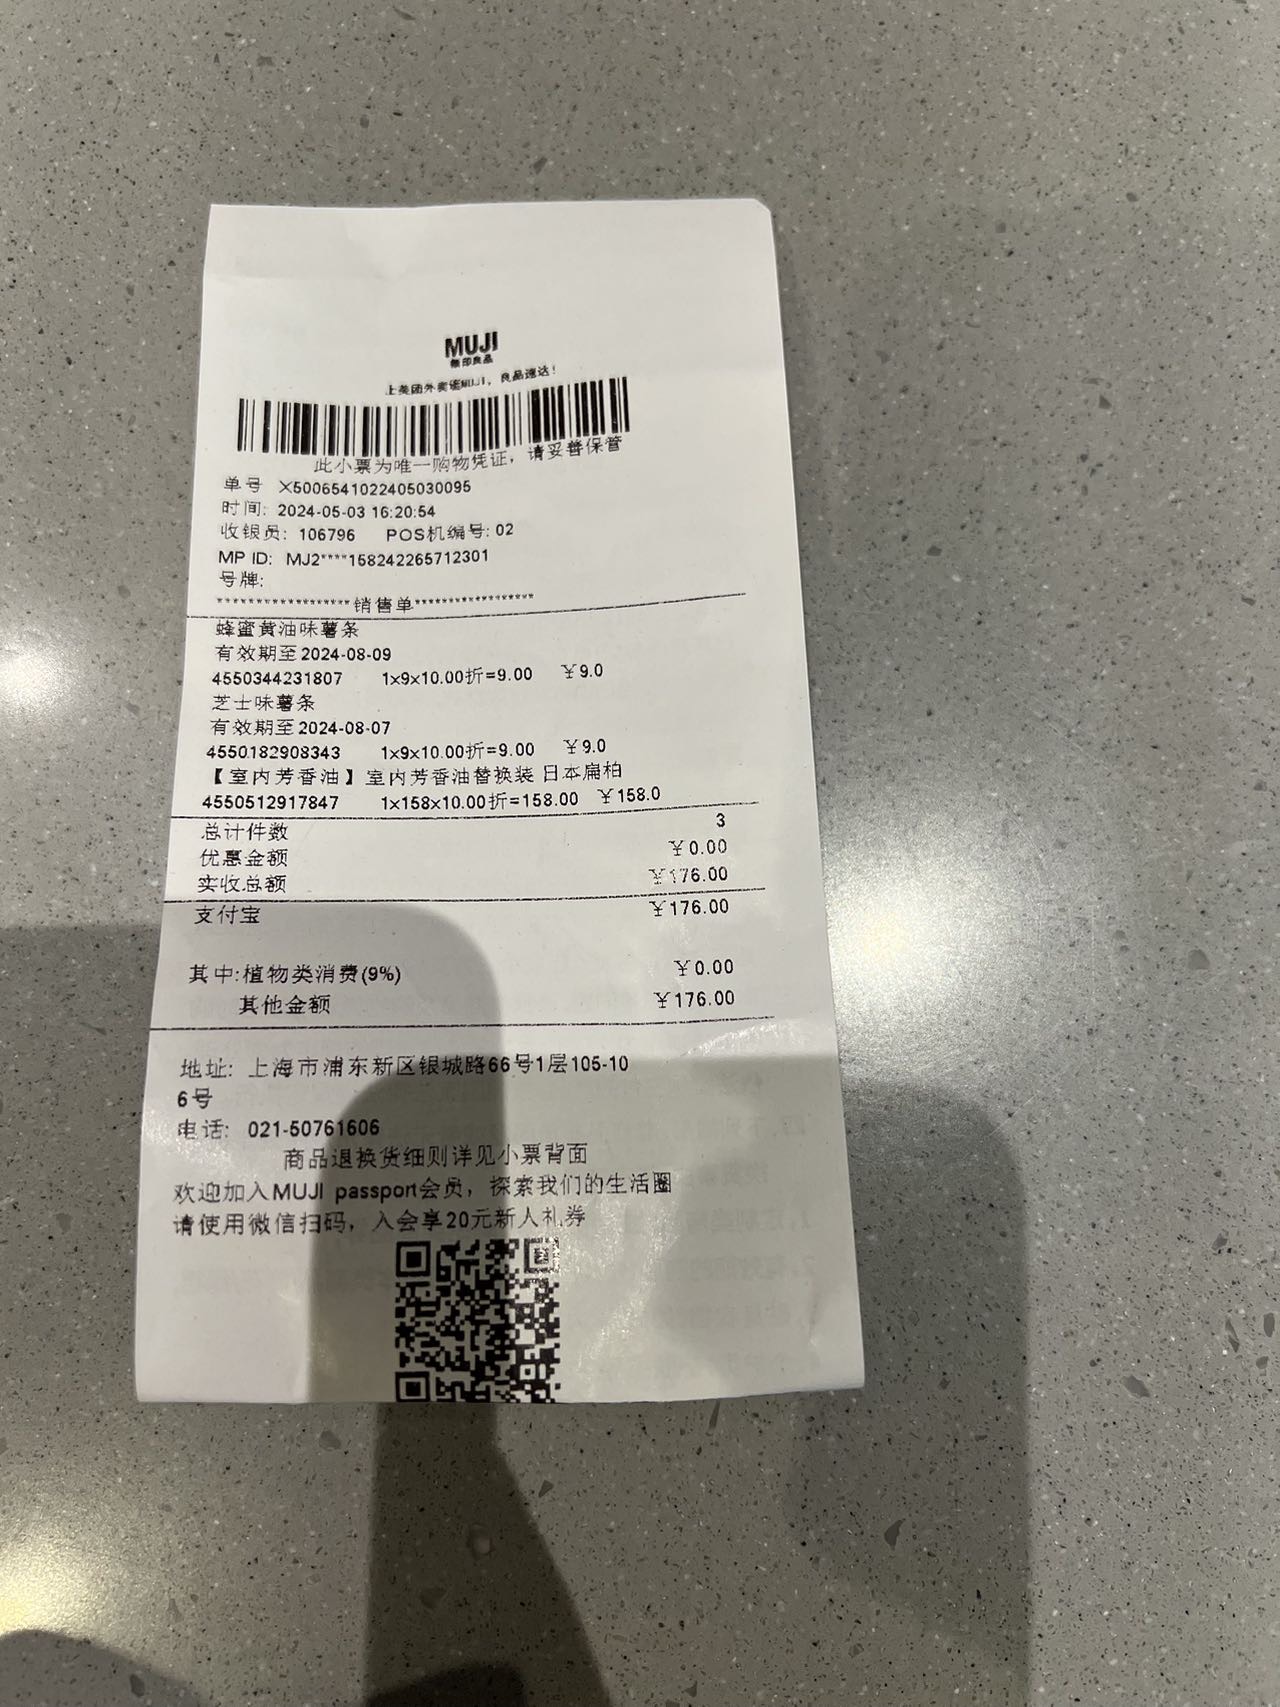 MUJI
無印良品
上美团外卖逛MUJI，良品速达！
此小票为唯一购物凭证，请妥善保管
单号 X5006541022405030095
时间: 2024-05-03 16:20:54
收银员: 106796 POS机编号: 02
MP ID: MJ2****158242265712301
号牌:
*****************销售单*****************
蜂蜜黄油味薯条
有效期至2024-08-09
4550344231807 1x9x10.00折=9.00 ¥9.0
芝士味薯条
有效期至2024-08-07
4550182908343 1x9x10.00折=9.00 ¥9.0
【室内芳香油】室内芳香油替换装 日本扁柏
4550512917847 1x158x10.00折=158.00 ¥158.0
总计件数 3
优惠金额 ¥0.00
实收总额 ¥176.00
支付宝 ¥176.00
其中:植物类消费(9%) ¥0.00
其他金额 ¥176.00
地址: 上海市浦东新区银城路66号1层105-10
6号
电话: 021-50761606
商品退换货细则详见小票背面
欢迎加入MUJI passport会员，探索我们的生活圈
请使用微信扫码，入会享20元新人礼券